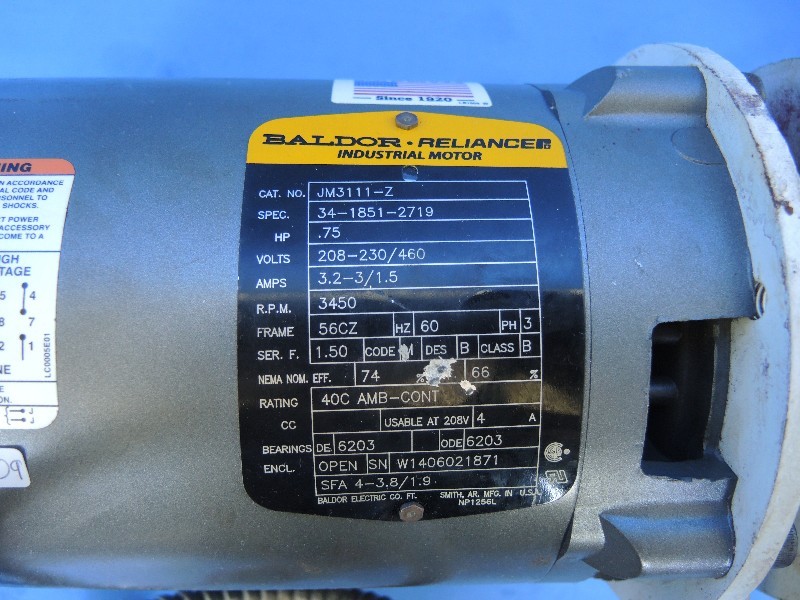 Since 1920
BALDOR • RELIANCE
INDUSTRIAL MOTOR
CAT. NO. JM3111-Z
SPEC. 34-1851-2719
HP .75
VOLTS 208-230/460
AMPS 3.2-3/1.5
R.P.M. 3450
FRAME 56CZ HZ 60 PH 3
SER. F. 1.50 CODE M DES B CLASS B
NEMA NOM. EFF. 74 % 66 %
RATING 40C AMB-CONT
CC USABLE AT 208V 4 A
BEARINGS DE 6203 ODE 6203
ENCL. OPEN SN W1406021871
SFA 4-3.8/1.9
BALDOR ELECTRIC CO. FT. SMITH, AR. MFG. IN U.S.A.
NP1256L
NING
N ACCORDANCE
AL CODE AND
SONNEL TO
SHOCKS.
T POWER
ACCESSORY
COME TO A
GH
TAGE
5 4
8 7
2 1
NE
LC0005E01